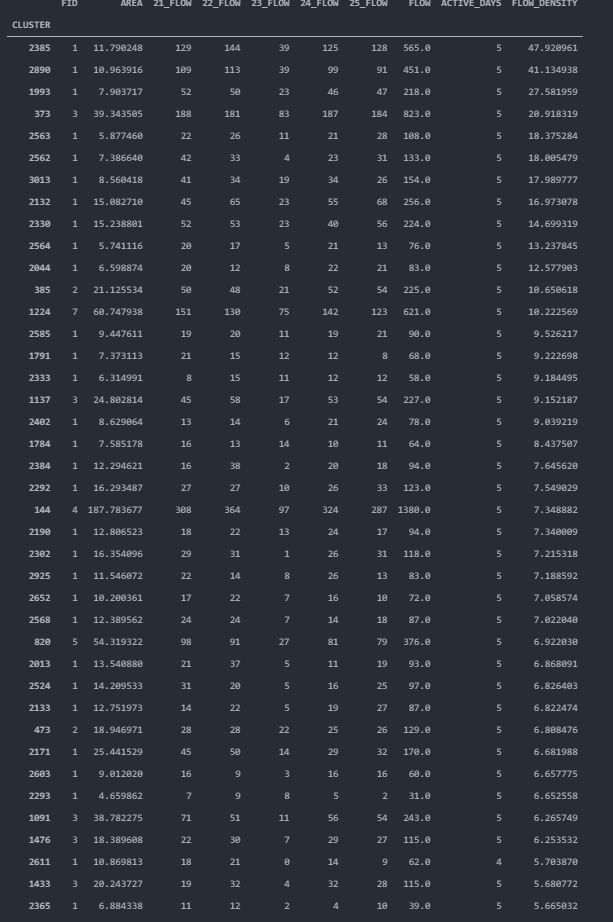 FID AREA 21_FLOW 22_FLOW 23_FLOW 24_FLOW 25_FLOW FLOW ACTIVE_DAYS FLOW_DENSITY
CLUSTER
2385 1 11.790248 129 144 39 125 128 565.0 5 47.920961
2890 1 10.963916 109 113 39 99 91 451.0 5 41.134938
1993 1 7.903717 52 50 23 46 47 218.0 5 27.581959
373 3 39.343505 188 181 83 187 184 823.0 5 20.918319
2563 1 5.877460 22 26 11 21 28 108.0 5 18.375284
2562 1 7.386640 42 33 4 23 31 133.0 5 18.005479
3013 1 8.560418 41 34 19 34 26 154.0 5 17.989777
2132 1 15.082710 45 65 23 55 68 256.0 5 16.973078
2330 1 15.238801 52 53 23 40 56 224.0 5 14.699319
2564 1 5.741116 20 17 5 21 13 76.0 5 13.237845
2044 1 6.598874 20 12 8 22 21 83.0 5 12.577903
385 2 21.125534 50 48 21 52 54 225.0 5 10.650618
1224 7 60.747938 151 130 75 142 123 621.0 5 10.222569
2585 1 9.447611 19 20 11 19 21 90.0 5 9.526217
1791 1 7.373113 21 15 12 12 8 68.0 5 9.222698
2333 1 6.314991 8 15 11 12 12 58.0 5 9.184495
1137 3 24.802814 45 58 17 53 54 227.0 5 9.152187
2402 1 8.629064 13 14 6 21 24 78.0 5 9.039219
1784 1 7.585178 16 13 14 10 11 64.0 5 8.437507
2384 1 12.294621 16 38 2 20 18 94.0 5 7.645620
2292 1 16.293487 27 27 10 26 33 123.0 5 7.549029
144 4 187.783677 308 364 97 324 287 1380.0 5 7.348882
2190 1 12.806523 18 22 13 24 17 94.0 5 7.340009
2302 1 16.354096 29 31 1 26 31 118.0 5 7.215318
2925 1 11.546072 22 14 8 26 13 83.0 5 7.188592
2652 1 10.200361 17 22 7 16 10 72.0 5 7.058574
2568 1 12.389562 24 24 7 14 18 87.0 5 7.022040
820 5 54.319322 98 91 27 81 79 376.0 5 6.922030
2013 1 13.540880 21 37 5 11 19 93.0 5 6.868091
2524 1 14.209533 31 20 5 16 25 97.0 5 6.826403
2133 1 12.751973 14 22 5 19 27 87.0 5 6.822474
473 2 18.946971 28 28 22 25 26 129.0 5 6.808476
2171 1 25.441529 45 50 14 29 32 170.0 5 6.681988
2603 1 9.012020 16 9 3 16 16 60.0 5 6.657775
2293 1 4.659862 7 9 8 5 2 31.0 5 6.652558
1091 3 38.782275 71 51 11 56 54 243.0 5 6.265749
1476 3 18.389608 22 30 7 29 27 115.0 5 6.253532
2611 1 10.869813 18 21 0 14 9 62.0 4 5.703870
1433 3 20.243727 19 32 4 32 28 115.0 5 5.680772
2365 1 6.884338 11 12 2 4 10 39.0 5 5.665032